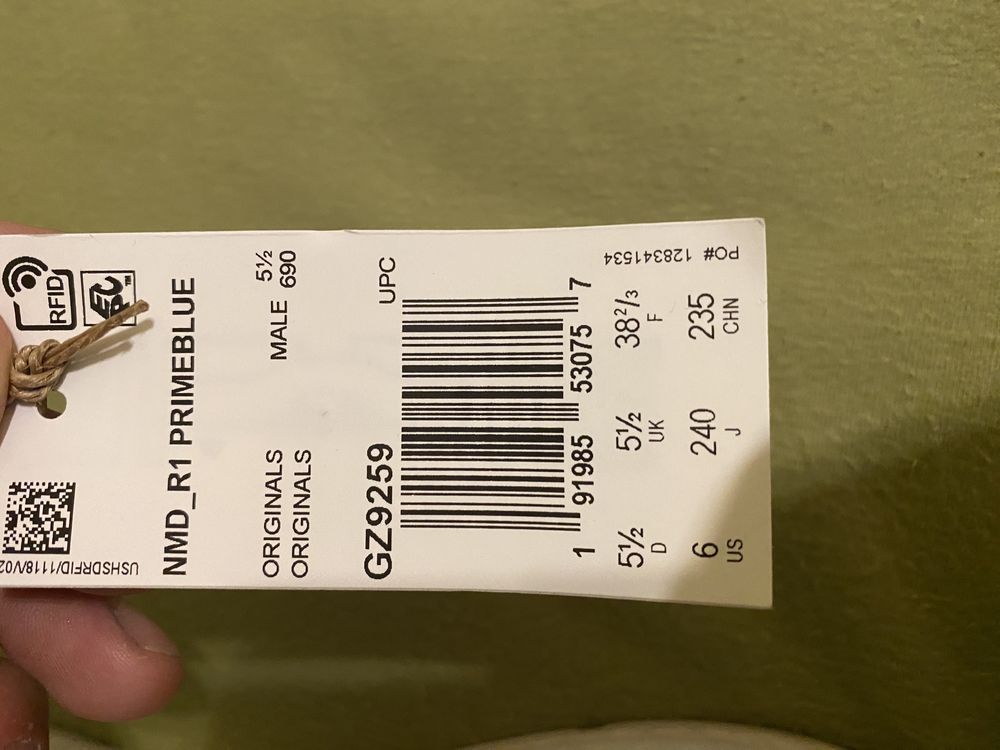 RFID
EPC™
USHSDRFID/1118/V02
NMD_R1 PRIMEBLUE
ORIGINALS MALE 5½
ORIGINALS 690
GZ9259 UPC
1 91985 53075 7
5½ 5½ 38⅔
D UK F
6 240 235
US J CHN
PO# 128341534